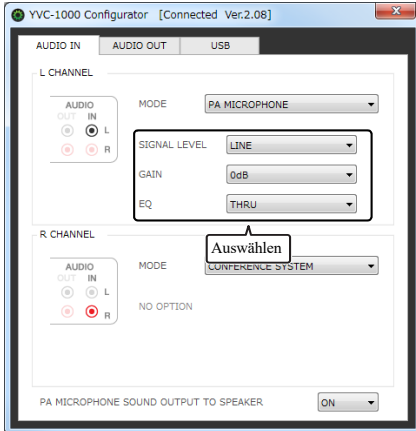 YVC-1000 Configurator [Connected Ver.2.08]
AUDIO IN AUDIO OUT USB
L CHANNEL
AUDIO
OUT IN
L
R
MODE PA MICROPHONE
SIGNAL LEVEL LINE
GAIN 0dB
EQ THRU
Auswählen
R CHANNEL
AUDIO
OUT IN
L
R
MODE CONFERENCE SYSTEM
NO OPTION
PA MICROPHONE SOUND OUTPUT TO SPEAKER ON